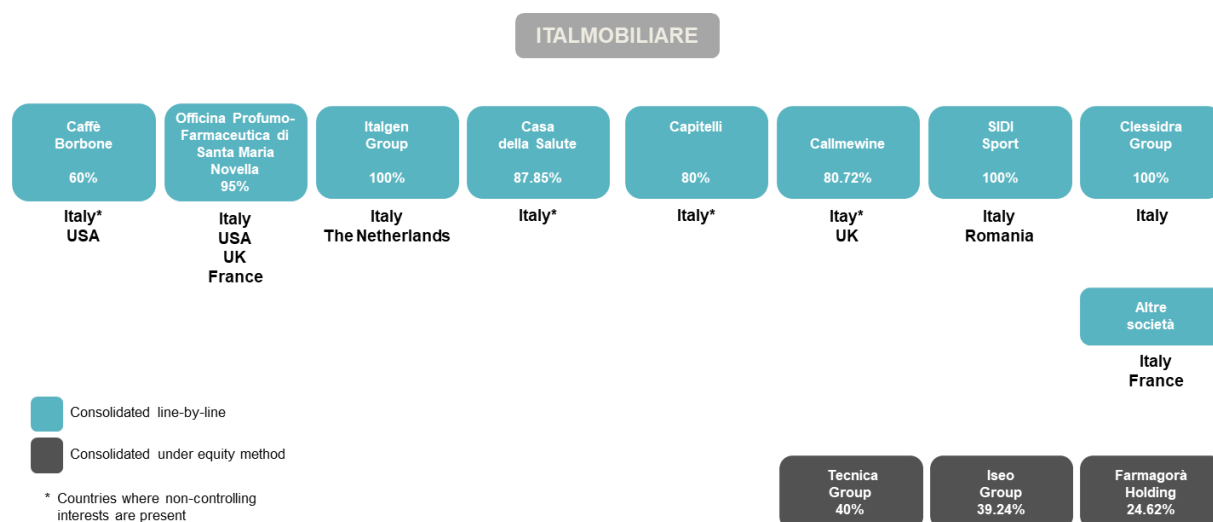 ITALMOBILIARE
Caffè
Borbone
60%
Officina Profumo-
Farmaceutica di
Santa Maria
Novella
95%
Italgen
Group
100%
Casa
della Salute
87.85%
Capitelli
80%
Callmewine
80.72%
SIDI
Sport
100%
Clessidra
Group
100%
Italy*
USA
Italy
USA
UK
France
Italy
The Netherlands
Italy*
Italy*
Itay*
UK
Italy
Romania
Italy
Altre
società
Italy
France
Consolidated line-by-line
Consolidated under equity method
* Countries where non-controlling
interests are present
Tecnica
Group
40%
Iseo
Group
39.24%
Farmagorà
Holding
24.62%